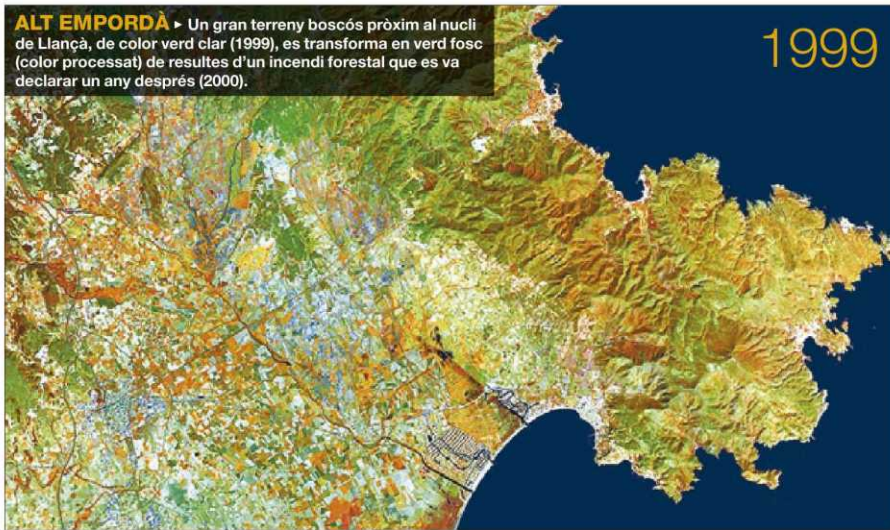 ALT EMPORDÀ ▸ Un gran terreny boscós pròxim al nucli
de Llançà, de color verd clar (1999), es transforma en verd fosc
(color processat) de resultes d’un incendi forestal que es va
declarar un any després (2000).
1999